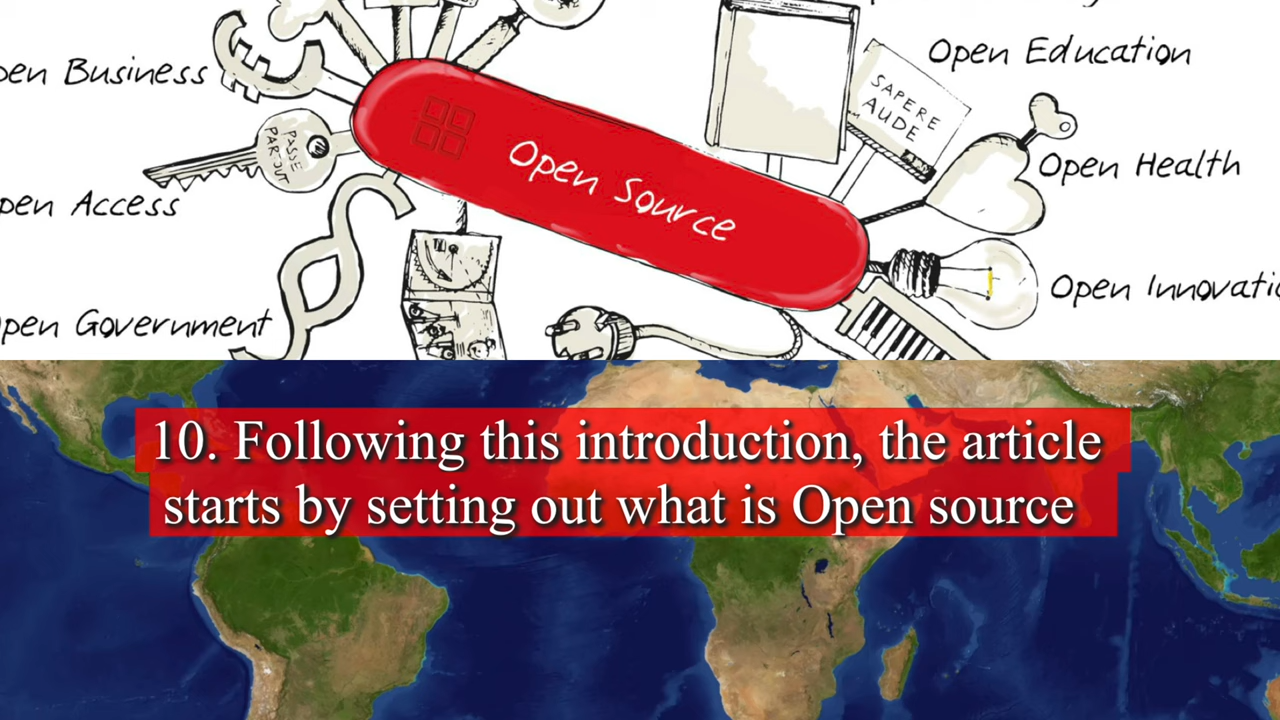 Open Education
pen Business
SAPERE
AUDE
PASSE
PAR OUT
Open Source
Open Health
pen Access
Open Innovatio
pen Government
10. Following this introduction, the article
starts by setting out what is Open source